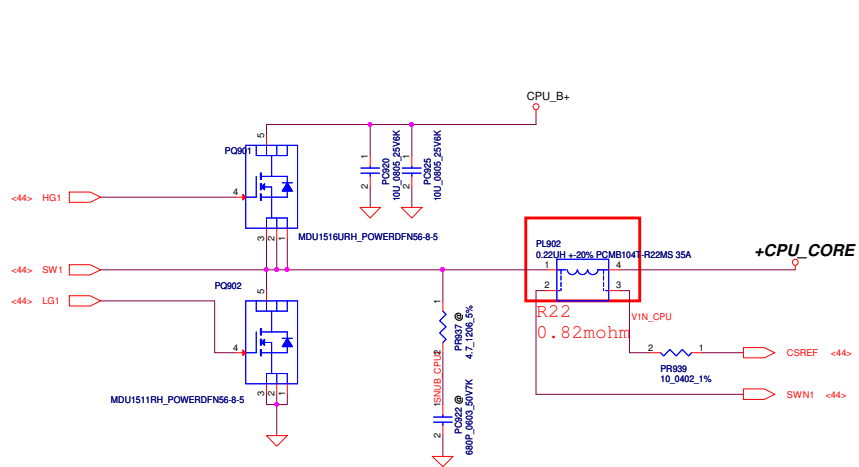 CPU_B+
5
PQ901
4
<44> HG1
3
2
1
MDU1516URH_POWERDFN56-8-5
1
2
PC920
10U_0805_25V6K
1
2
PC925
10U_0805_25V6K
PL902
0.22UH +-20% PCMB104T-R22MS 35A
1
4
2
3
+CPU_CORE
<44> SW1
<44> LG1
PQ902
5
4
3
2
1
MDU1511RH_POWERDFN56-8-5
1
2
PR937 @
4.7_1206_5%
SNUB_CPU1
1
2
PC922 @
680P_0603_50V7K
R22
0.82mohm
V1N_CPU
2
1
PR939
10_0402_1%
CSREF <44>
SWN1 <44>